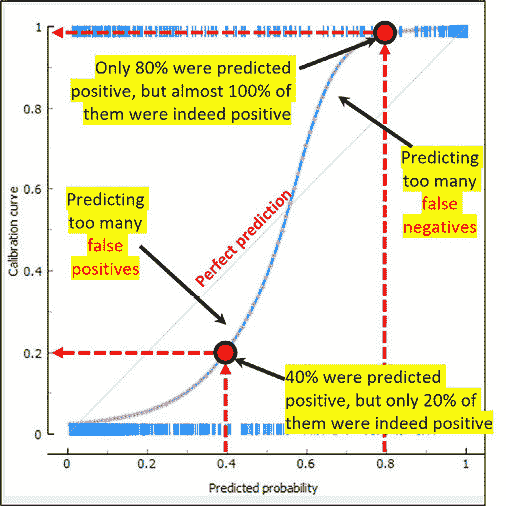 1
Only 80% were predicted
positive, but almost 100% of
them were indeed positive
0.8
Predicting
too many
false
negatives
0.6
Predicting
too many
false
positives
Perfect prediction
Calibration curve
0.4
0.2
40% were predicted
positive, but only 20% of
them were indeed positive
0
0 0.2 0.4 0.6 0.8 1
Predicted probability